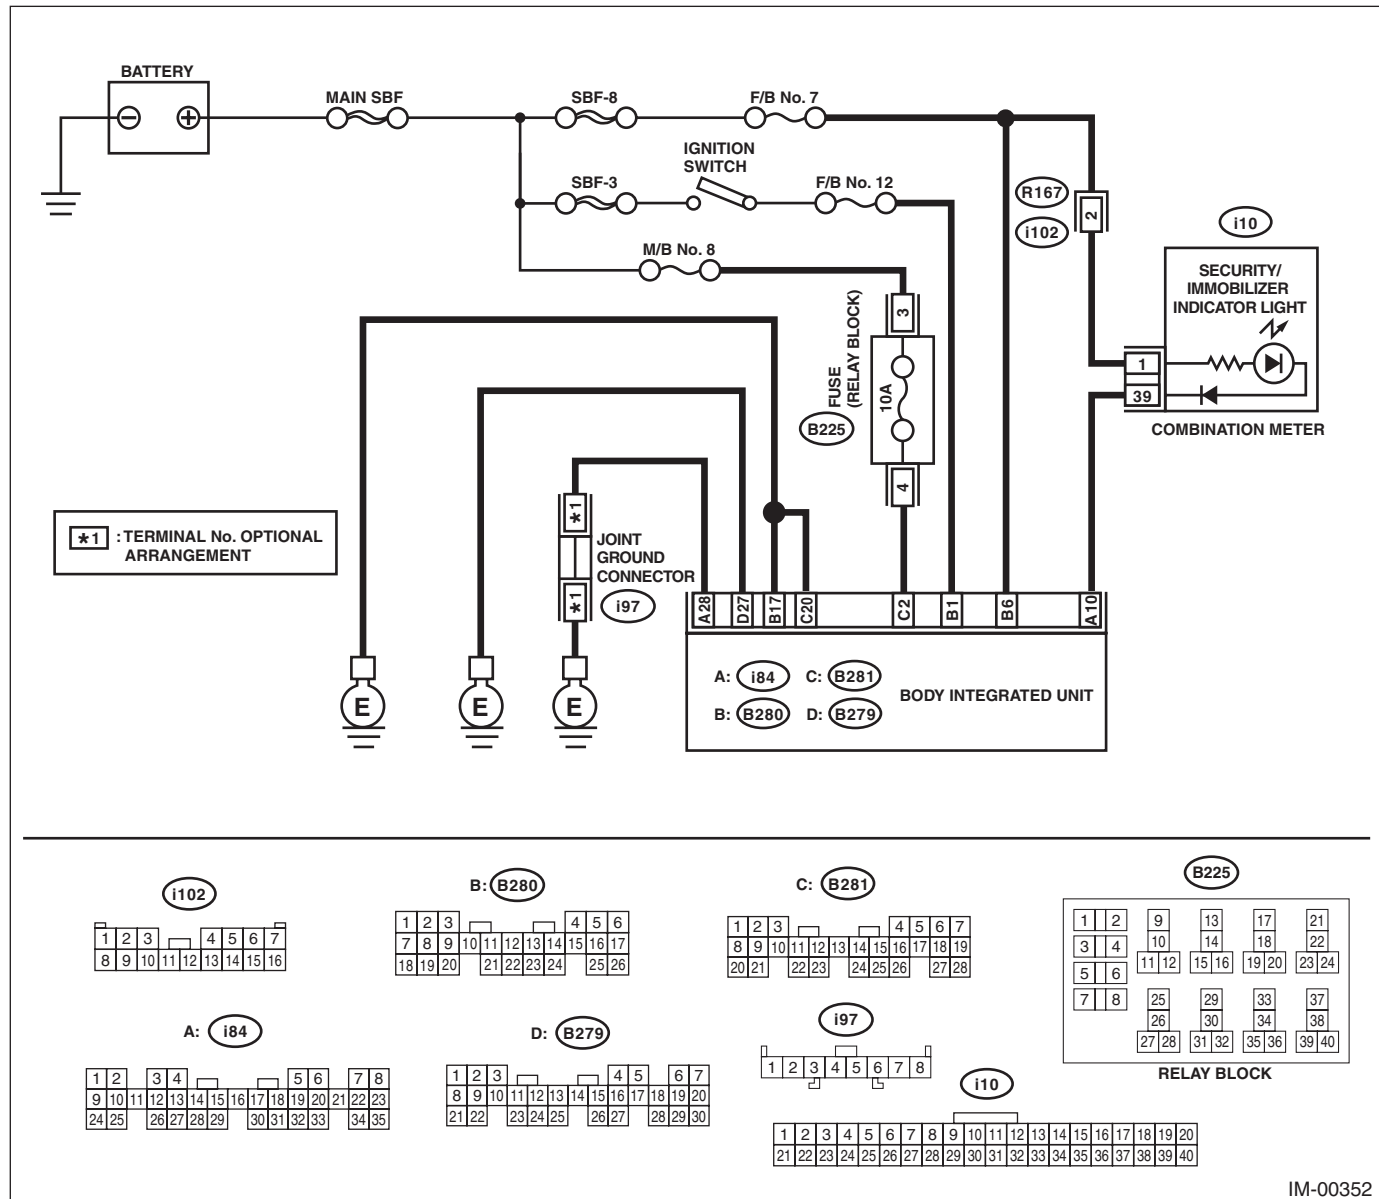 BATTERY
MAIN SBF
SBF-8
F/B No. 7
IGNITION
SWITCH
SBF-3
F/B No. 12
M/B No. 8
R167
2
i102
i10
SECURITY/
IMMOBILIZER
INDICATOR LIGHT
1
39
COMBINATION METER
3
FUSE
(RELAY BLOCK)
10A
B225
4
*1 : TERMINAL No. OPTIONAL
ARRANGEMENT
*1
JOINT
GROUND
CONNECTOR
*1
i97
A28 D27 B17 C20 C2 B1 B6 A10
A: i84 C: B281
B: B280 D: B279
BODY INTEGRATED UNIT
E E E
i102
1 2 3 4 5 6 7
8 9 10 11 12 13 14 15 16
B: B280
1 2 3 4 5 6
7 8 9 10 11 12 13 14 15 16 17
18 19 20 21 22 23 24 25 26
C: B281
1 2 3 4 5 6 7
8 9 10 11 12 13 14 15 16 17 18 19
20 21 22 23 24 25 26 27 28
B225
1 2 9 13 17 21
3 4 10 14 18 22
5 6 11 12 15 16 19 20 23 24
7 8 25 29 33 37
26 30 34 38
27 28 31 32 35 36 39 40
RELAY BLOCK
A: i84
1 2 3 4 5 6 7 8
9 10 11 12 13 14 15 16 17 18 19 20 21 22 23
24 25 26 27 28 29 30 31 32 33 34 35
D: B279
1 2 3 4 5 6 7
8 9 10 11 12 13 14 15 16 17 18 19 20
21 22 23 24 25 26 27 28 29 30
i97
1 2 3 4 5 6 7 8
i10
1 2 3 4 5 6 7 8 9 10 11 12 13 14 15 16 17 18 19 20
21 22 23 24 25 26 27 28 29 30 31 32 33 34 35 36 37 38 39 40
IM-00352